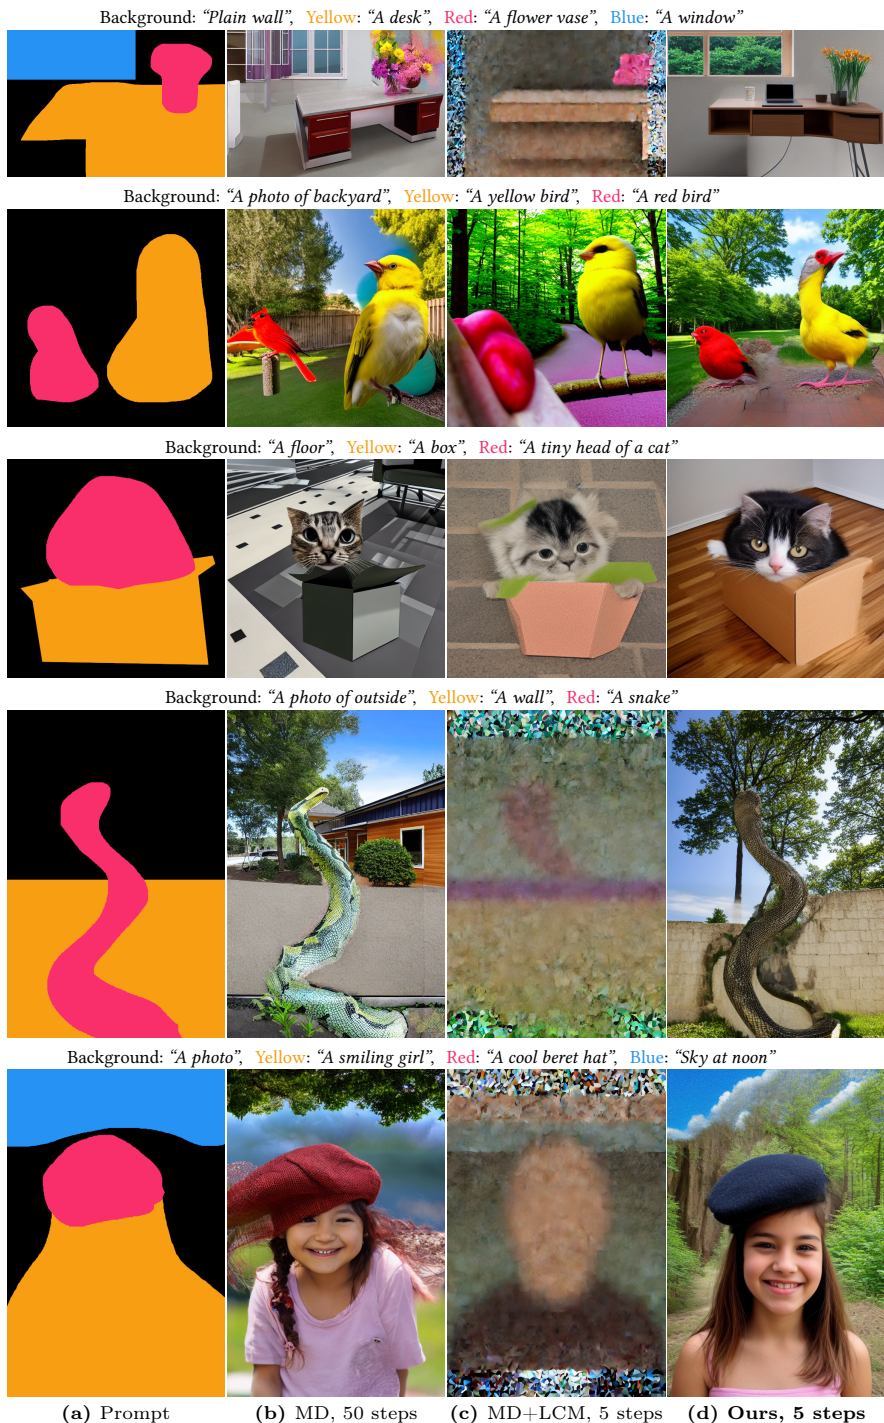 Background: “Plain wall”, Yellow: “A desk”, Red: “A flower vase”, Blue: “A window”
Background: “A photo of backyard”, Yellow: “A yellow bird”, Red: “A red bird”
Background: “A floor”, Yellow: “A box”, Red: “A tiny head of a cat”
Background: “A photo of outside”, Yellow: “A wall”, Red: “A snake”
Background: “A photo”, Yellow: “A smiling girl”, Red: “A cool beret hat”, Blue: “Sky at noon”
(a) Prompt (b) MD, 50 steps (c) MD+LCM, 5 steps (d) Ours, 5 steps